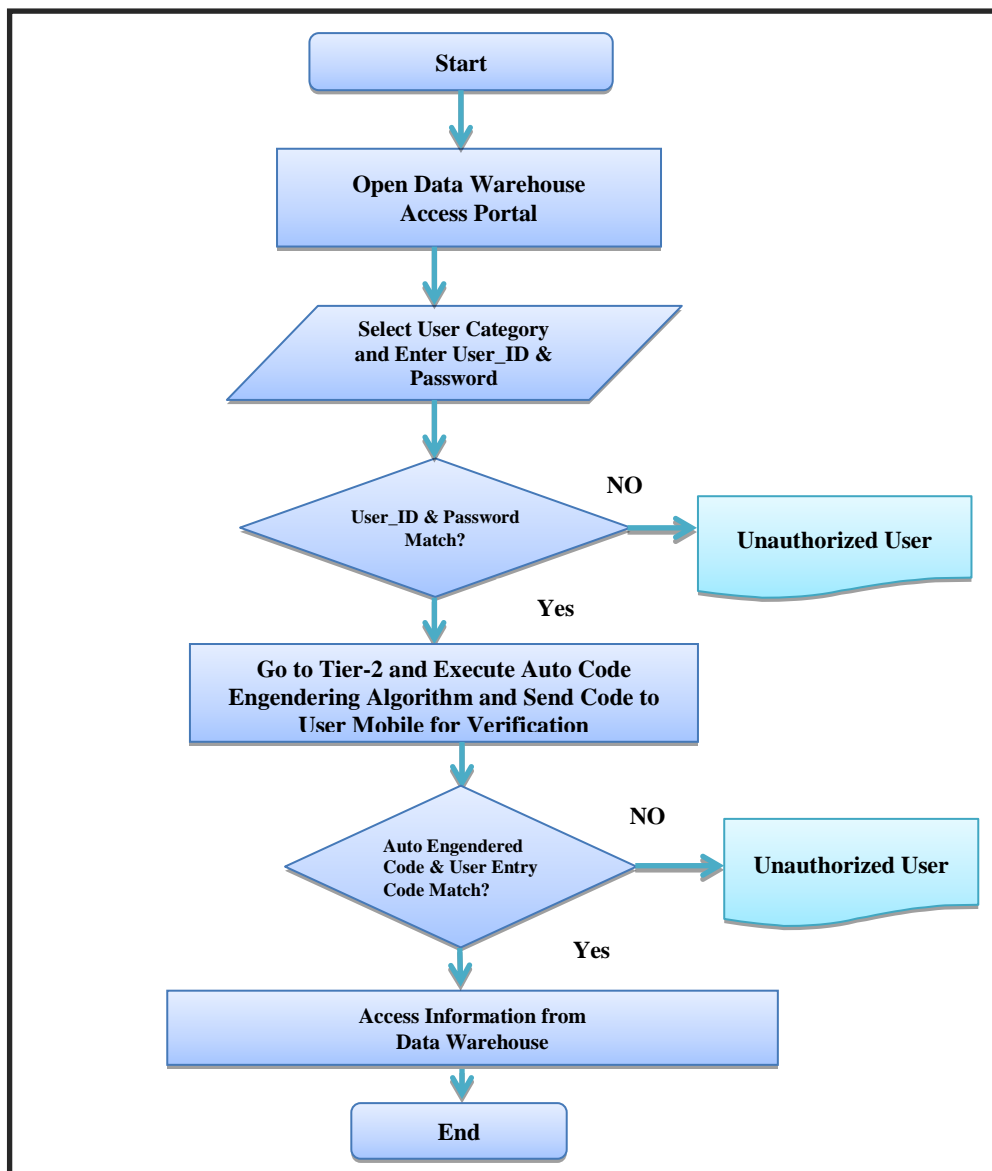 Start
Open Data Warehouse
Access Portal
Select User Category
and Enter User_ID &
Password
User_ID & Password
Match?
NO
Unauthorized User
Yes
Go to Tier-2 and Execute Auto Code
Engendering Algorithm and Send Code to
User Mobile for Verification
Auto Engendered
Code & User Entry
Code Match?
NO
Unauthorized User
Yes
Access Information from
Data Warehouse
End